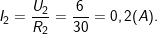 I₂ = U₂/R₂ = 6/30 = 0,2(A).